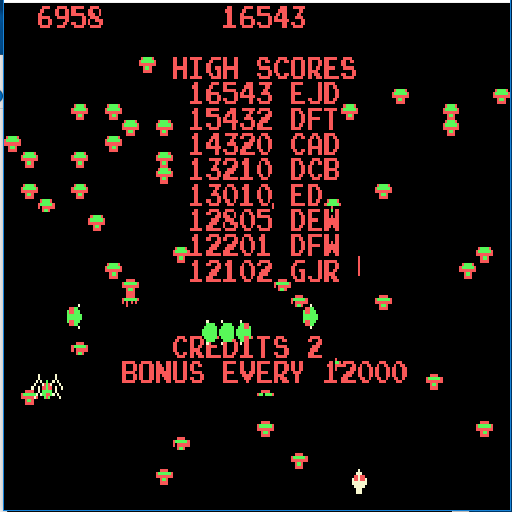 6958 16543
HIGH SCORES
16543 EJD
15432 DFT
14320 CAD
13210 DCB
13010 ED
12805 DEW
12201 DFW
12102 GJR
CREDITS 2
BONUS EVERY 12000